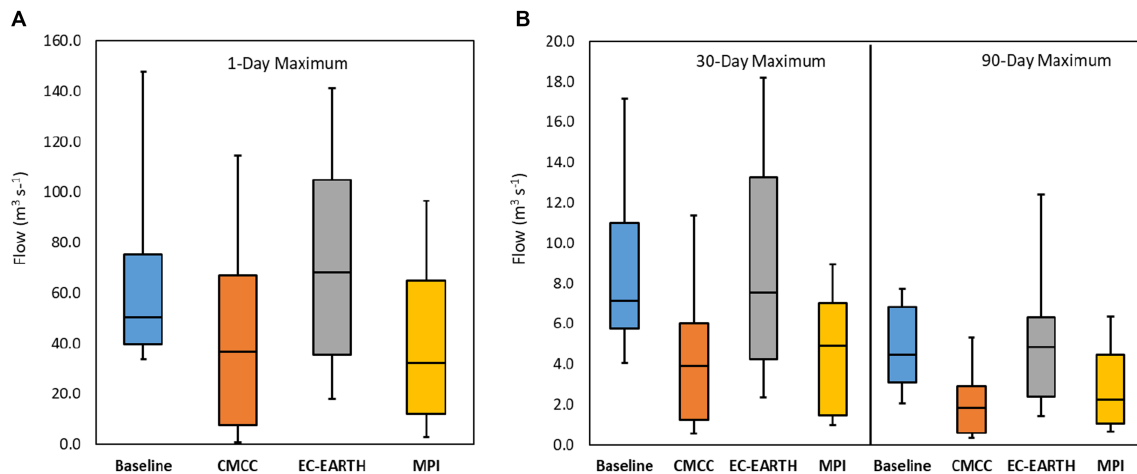 A
160.0
140.0
120.0
100.0
80.0
60.0
40.0
20.0
0.0
Flow (m³ s⁻¹)
1-Day Maximum
Baseline CMCC EC-EARTH MPI
B
20.0
18.0
16.0
14.0
12.0
10.0
8.0
6.0
4.0
2.0
0.0
Flow (m³ s⁻¹)
30-Day Maximum
90-Day Maximum
Baseline CMCC EC-EARTH MPI Baseline CMCC EC-EARTH MPI